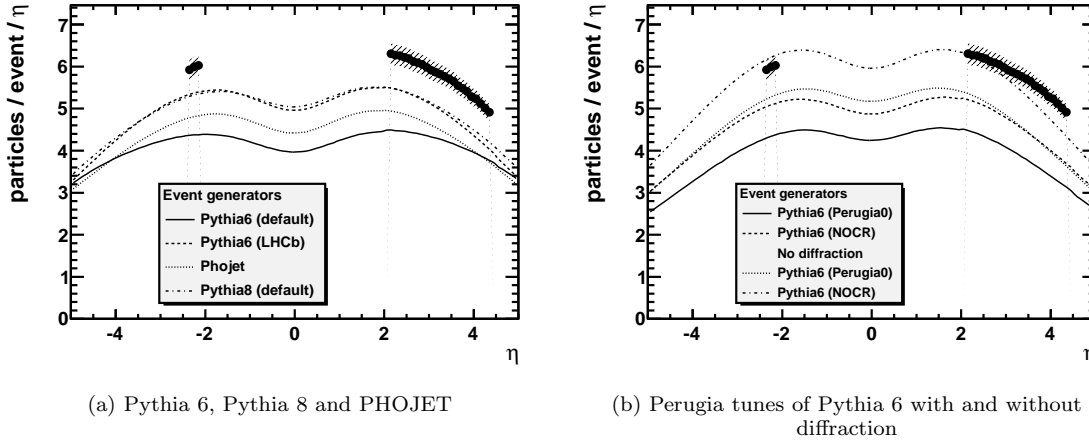 particles / event / η
7
6
5
4
3
2
1
0
-4
-2
0
2
4
η
Event generators
Pythia6 (default)
Pythia6 (LHCb)
Phojet
Pythia8 (default)
(a) Pythia 6, Pythia 8 and PHOJET
particles / event / η
7
6
5
4
3
2
1
0
-4
-2
0
2
4
Event generators
Pythia6 (Perugia0)
Pythia6 (NOCR)
No diffraction
Pythia6 (Perugia0)
Pythia6 (NOCR)
(b) Perugia tunes of Pythia 6 with and without
diffraction